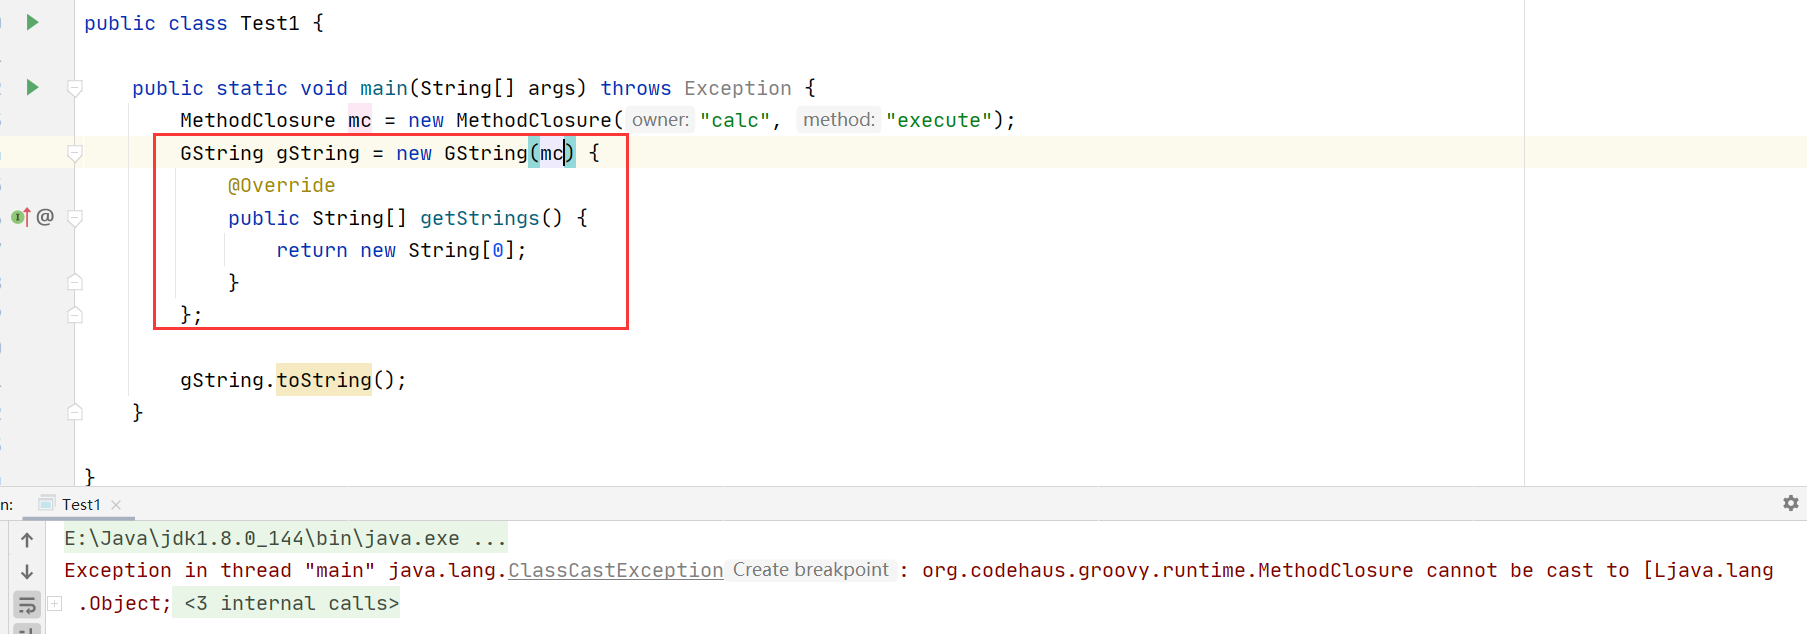 public class Test1 {
public static void main(String[] args) throws Exception {
MethodClosure mc = new MethodClosure( owner: "calc", method: "execute");
GString gString = new GString(mc) {
@Override
public String[] getStrings() {
return new String[0];
}
};
gString.toString();
}
}
n: Test1
E:\Java\jdk1.8.0_144\bin\java.exe ...
Exception in thread "main" java.lang.ClassCastException Create breakpoint : org.codehaus.groovy.runtime.MethodClosure cannot be cast to [Ljava.lang
.Object; <3 internal calls>